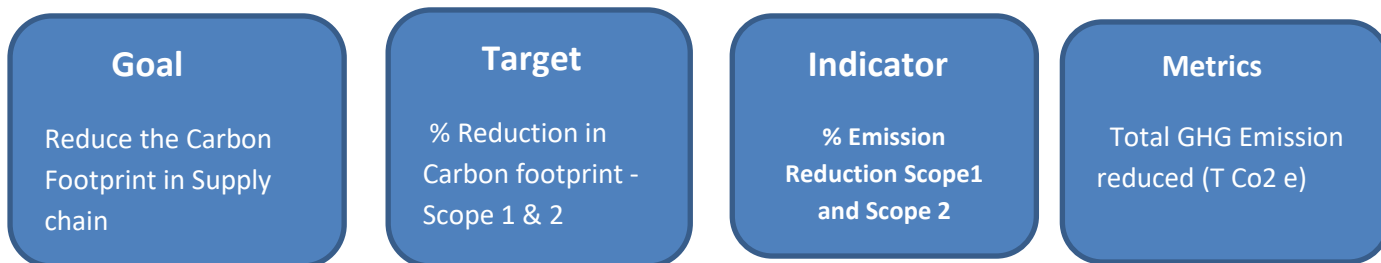 Goal
Reduce the Carbon
Footprint in Supply
chain
Target
% Reduction in
Carbon footprint -
Scope 1 & 2
Indicator
% Emission
Reduction Scope1
and Scope 2
Metrics
Total GHG Emission
reduced (T Co2 e)